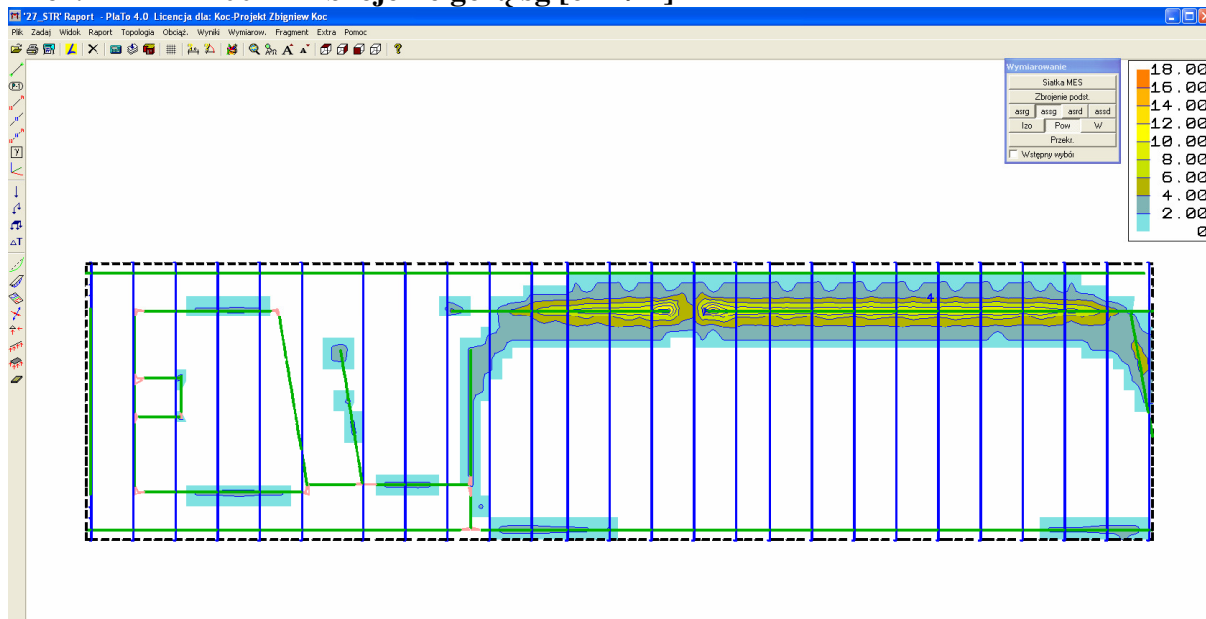 '27_STR' Raport - PlaTo 4.0 Licencja dla: Koc-Projekt Zbigniew Koc
Plik Zadaj Widok Raport Topologia Obciąż. Wyniki Wymiarow. Fragment Extra Pomoc
Wymiarowanie
Siatka MES
Zbrojenie podst.
asrg assg asrd assd
Izo Pow W
Przekr.
Wstępny wybór
18.00
16.00
14.00
12.00
10.00
8.00
6.00
4.00
2.00
0
ΔT
4